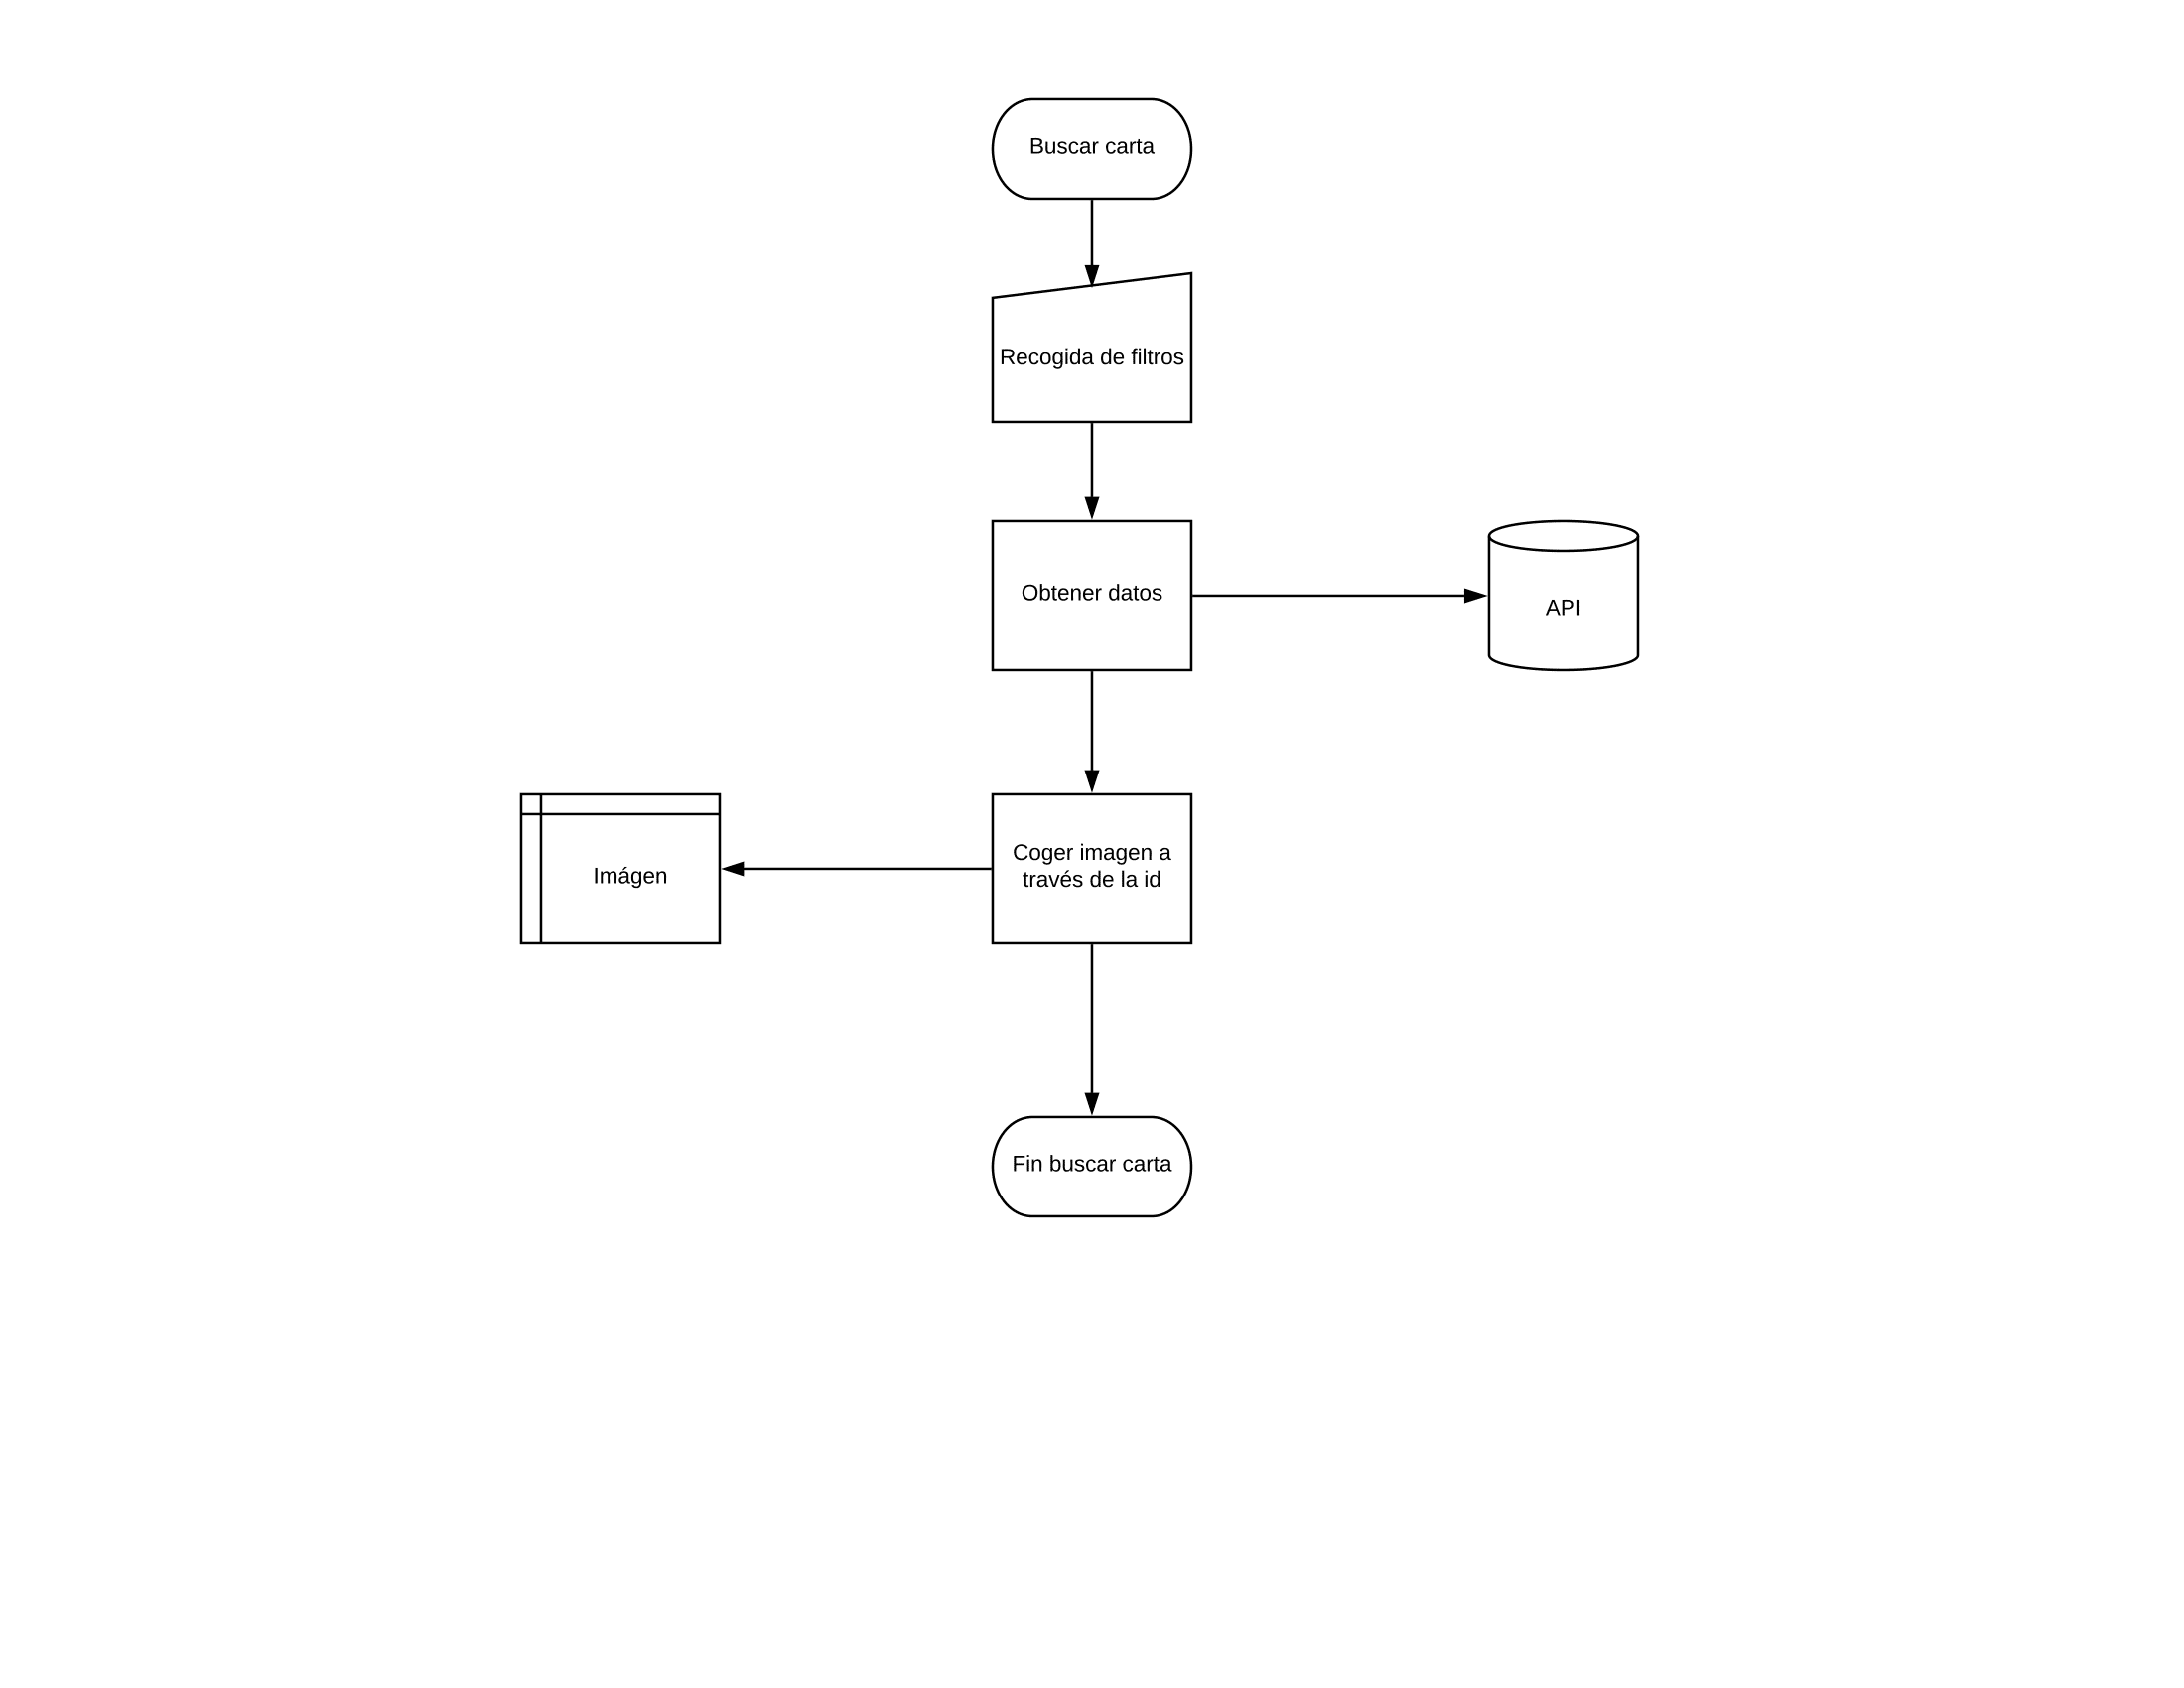 Buscar carta
Recogida de filtros
Obtener datos
API
Imágen
Coger imagen a
través de la id
Fin buscar carta